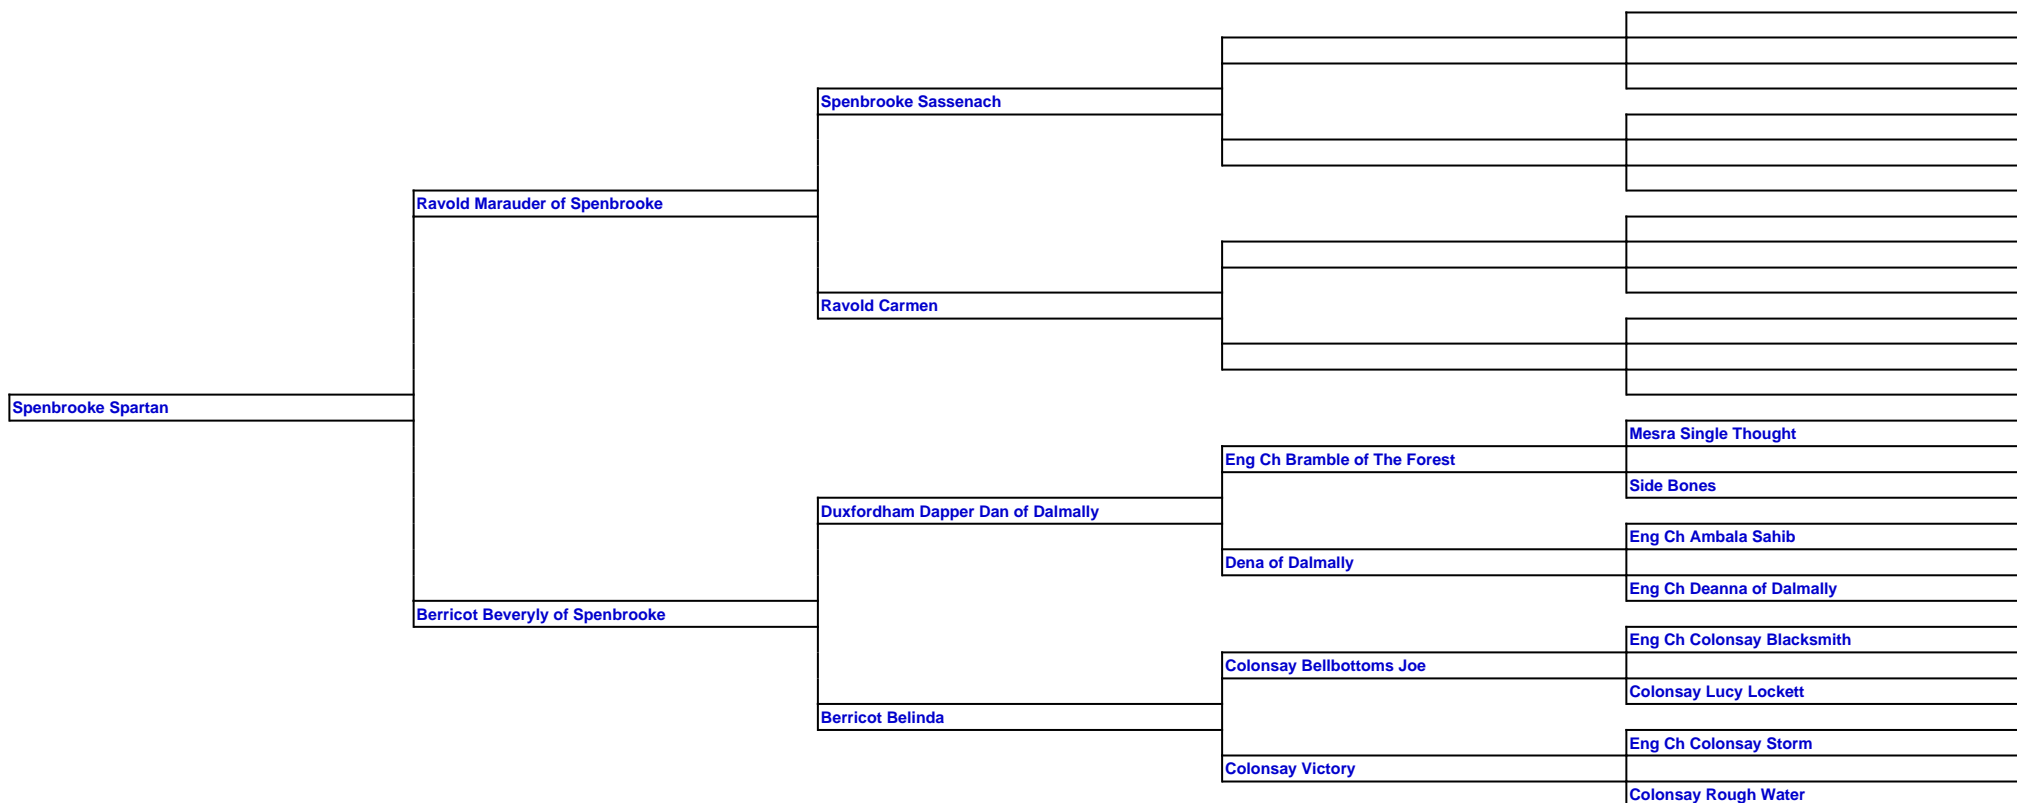 Spenbrooke Sassenach
Ravold Marauder of Spenbrooke
Ravold Carmen
Spenbrooke Spartan
Mesra Single Thought
Eng Ch Bramble of The Forest
Side Bones
Duxfordham Dapper Dan of Dalmally
Eng Ch Ambala Sahib
Dena of Dalmally
Eng Ch Deanna of Dalmally
Berricot Beveryly of Spenbrooke
Eng Ch Colonsay Blacksmith
Colonsay Bellbottoms Joe
Colonsay Lucy Lockett
Berricot Belinda
Eng Ch Colonsay Storm
Colonsay Victory
Colonsay Rough Water